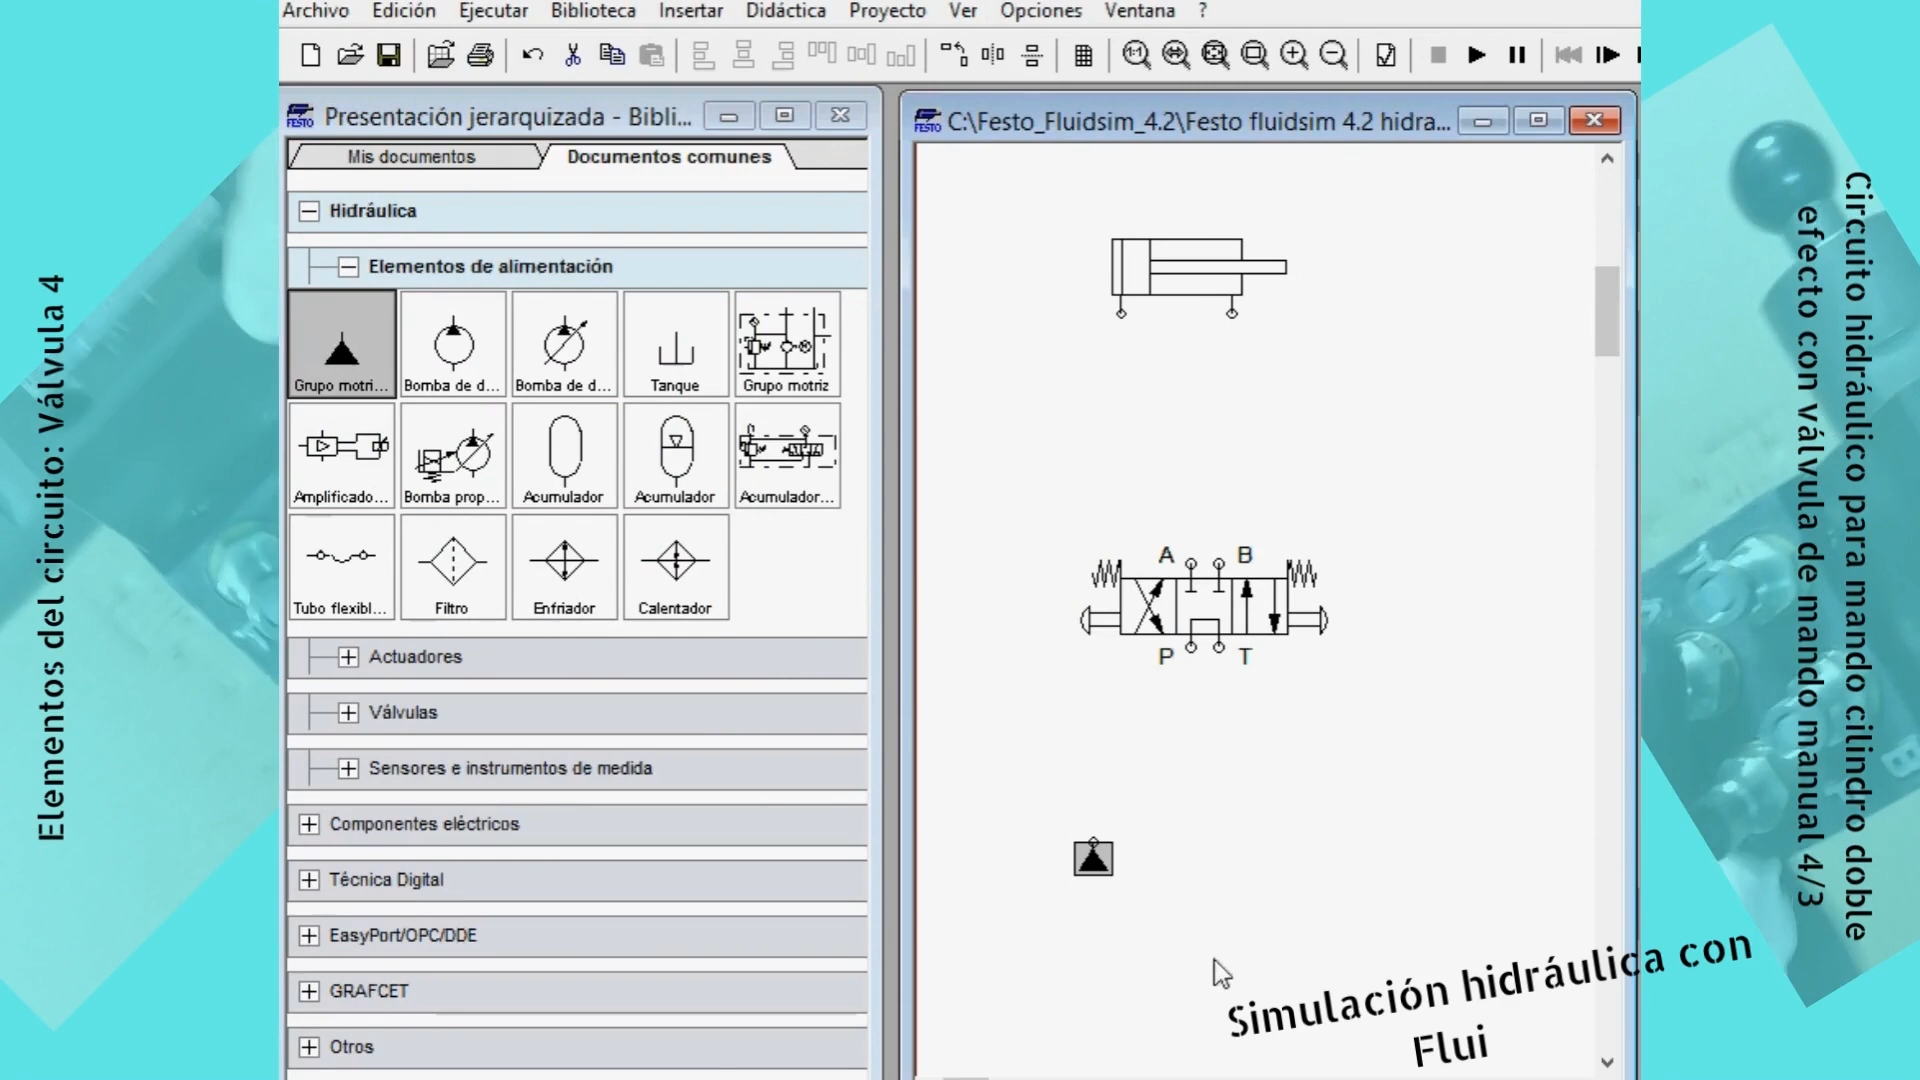 Archivo Edición Ejecutar Biblioteca Insertar Didáctica Proyecto Ver Opciones Ventana ?
1:1
FESTO Presentación jerarquizada - Bibli...
FESTO C:\Festo_Fluidsim_4.2\Festo fluidsim 4.2 hidra...
Mis documentos Documentos comunes
Hidráulica
Elementos de alimentación
Grupo motri... Bomba de d... Bomba de d... Tanque Grupo motriz
Amplificado... Bomba prop... Acumulador Acumulador Acumulador...
Tubo flexibl... Filtro Enfriador Calentador
Actuadores
Válvulas
Sensores e instrumentos de medida
Componentes eléctricos
Técnica Digital
EasyPort/OPC/DDE
GRAFCET
Otros
A B
P T
Elementos del circuito: Válvula 4
Circuito hidráulico para mando cilindro doble
efecto con válvula de mando manual 4/3
Simulación hidráulica con
Flui